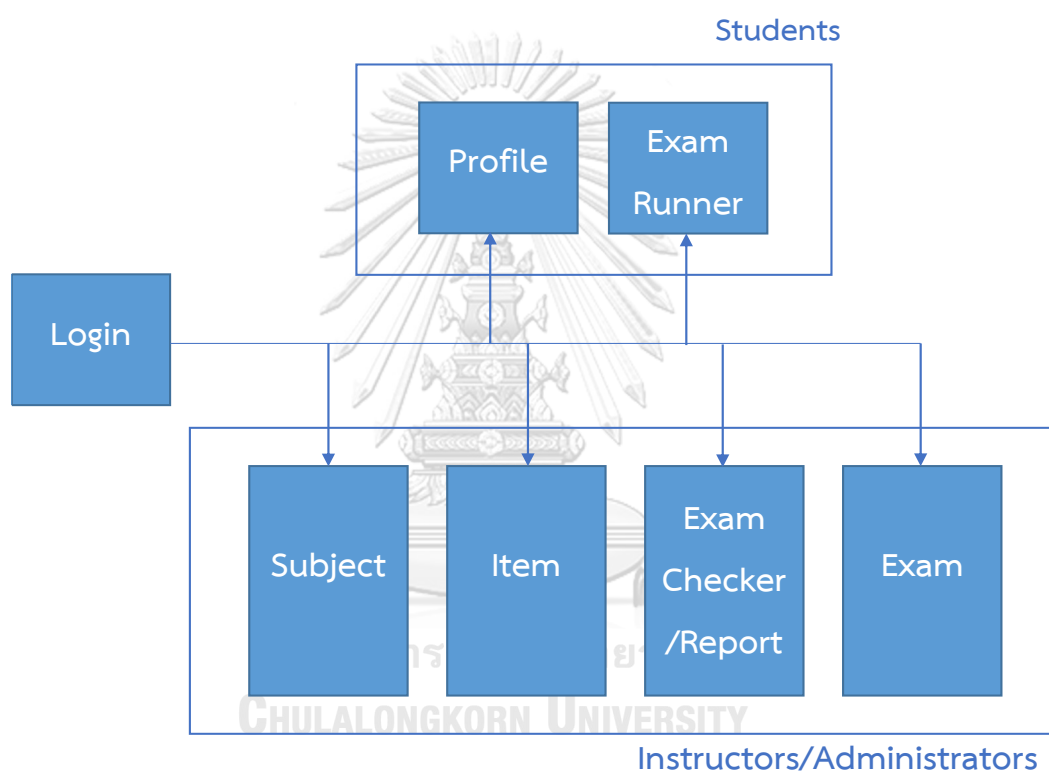 Students
Profile
Exam
Runner
Login
Subject
Item
Exam
Checker
/Report
Exam
CHULALONGKORN UNIVERSITY
Instructors/Administrators